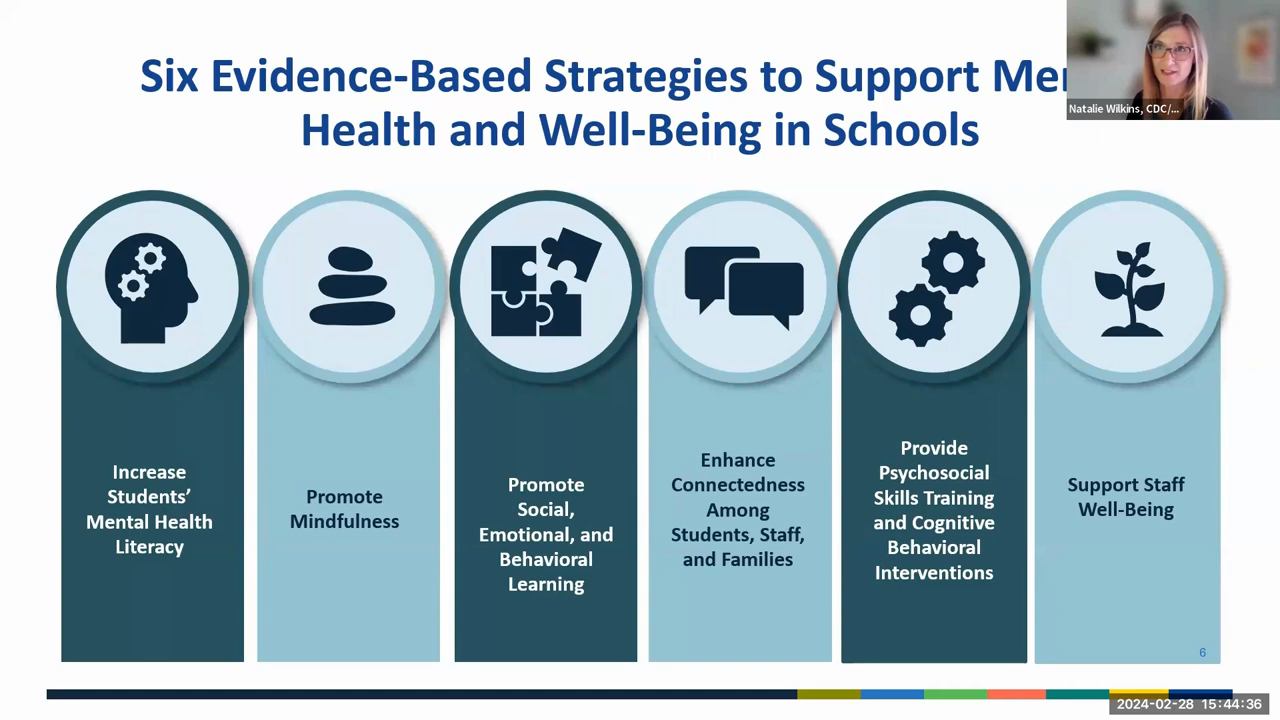 Six Evidence-Based Strategies to Support
Health and Well-Being in Schools
Natalie Wilkins, CDC/...
Increase
Students’
Mental Health
Literacy
Promote
Mindfulness
Promote
Social,
Emotional, and
Behavioral
Learning
Enhance
Connectedness
Among
Students, Staff,
and Families
Provide
Psychosocial
Skills Training
and Cognitive
Behavioral
Interventions
Support Staff
Well-Being
6
2024-02-28 15:44:36